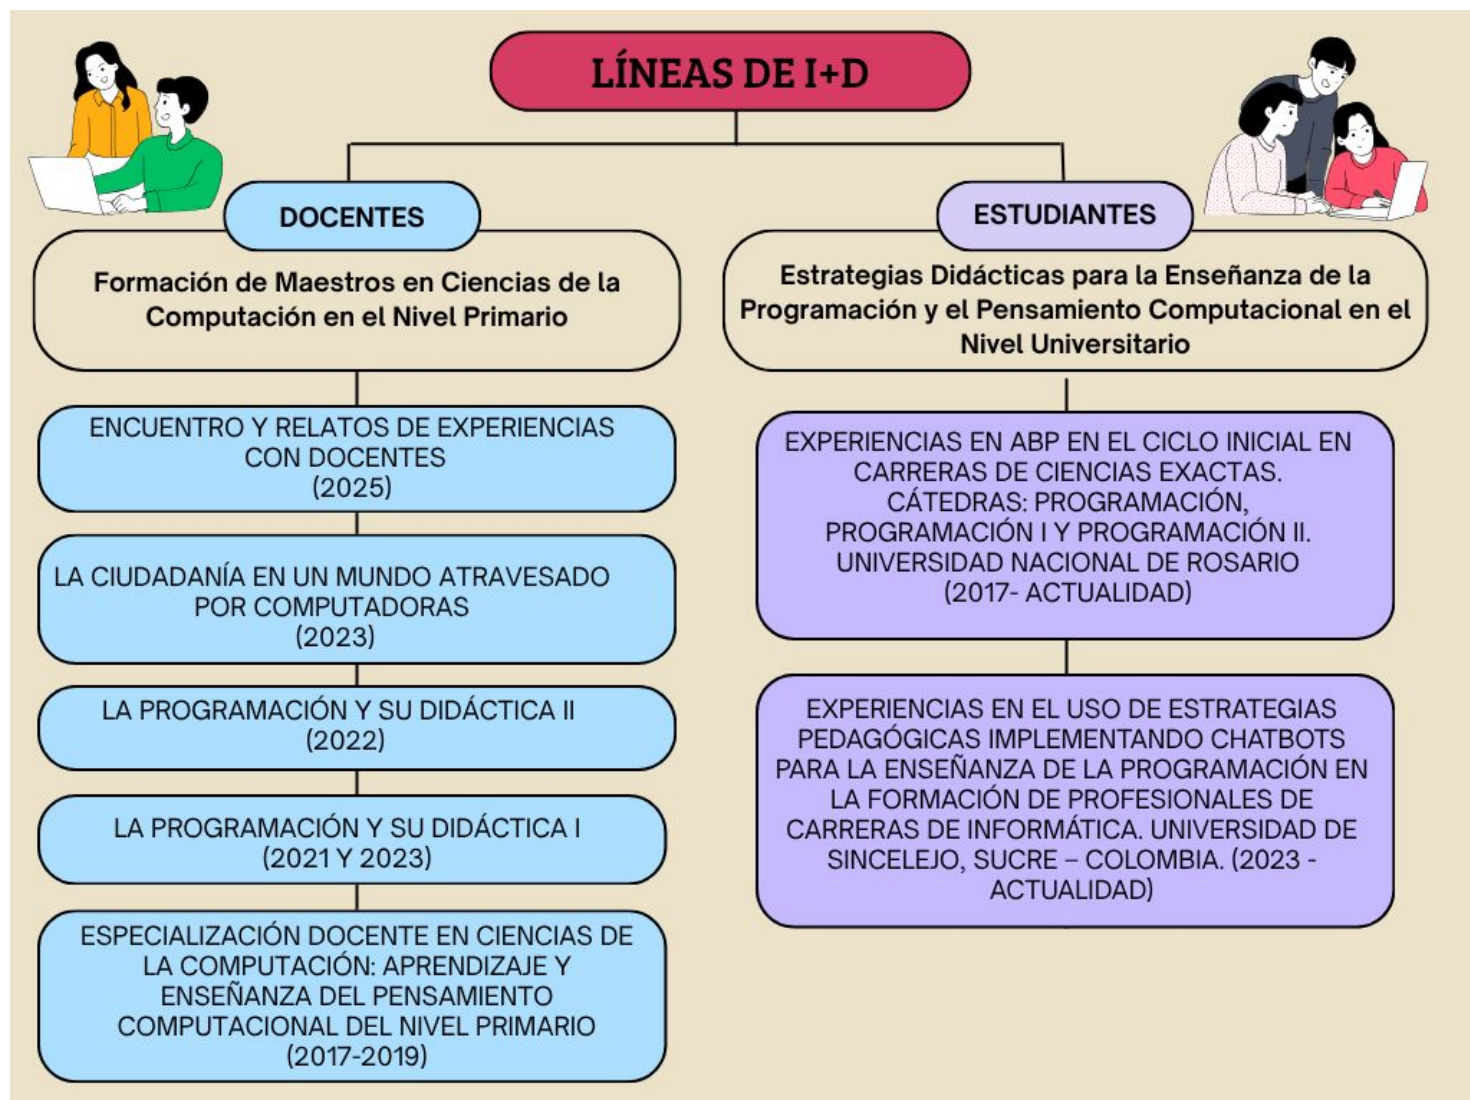 LÍNEAS DE I+D
DOCENTES
Formación de Maestros en Ciencias de la
Computación en el Nivel Primario
ENCUENTRO Y RELATOS DE EXPERIENCIAS
CON DOCENTES
(2025)
LA CIUDADANÍA EN UN MUNDO ATRAVESADO
POR COMPUTADORAS
(2023)
LA PROGRAMACIÓN Y SU DIDÁCTICA II
(2022)
LA PROGRAMACIÓN Y SU DIDÁCTICA I
(2021 Y 2023)
ESPECIALIZACIÓN DOCENTE EN CIENCIAS DE
LA COMPUTACIÓN: APRENDIZAJE Y
ENSEÑANZA DEL PENSAMIENTO
COMPUTACIONAL DEL NIVEL PRIMARIO
(2017-2019)
ESTUDIANTES
Estrategias Didácticas para la Enseñanza de la
Programación y el Pensamiento Computacional en el
Nivel Universitario
EXPERIENCIAS EN ABP EN EL CICLO INICIAL EN
CARRERAS DE CIENCIAS EXACTAS.
CÁTEDRAS: PROGRAMACIÓN,
PROGRAMACIÓN I Y PROGRAMACIÓN II.
UNIVERSIDAD NACIONAL DE ROSARIO
(2017- ACTUALIDAD)
EXPERIENCIAS EN EL USO DE ESTRATEGIAS
PEDAGÓGICAS IMPLEMENTANDO CHATBOTS
PARA LA ENSEÑANZA DE LA PROGRAMACIÓN EN
LA FORMACIÓN DE PROFESIONALES DE
CARRERAS DE INFORMÁTICA. UNIVERSIDAD DE
SINCELEJO, SUCRE – COLOMBIA. (2023 -
ACTUALIDAD)